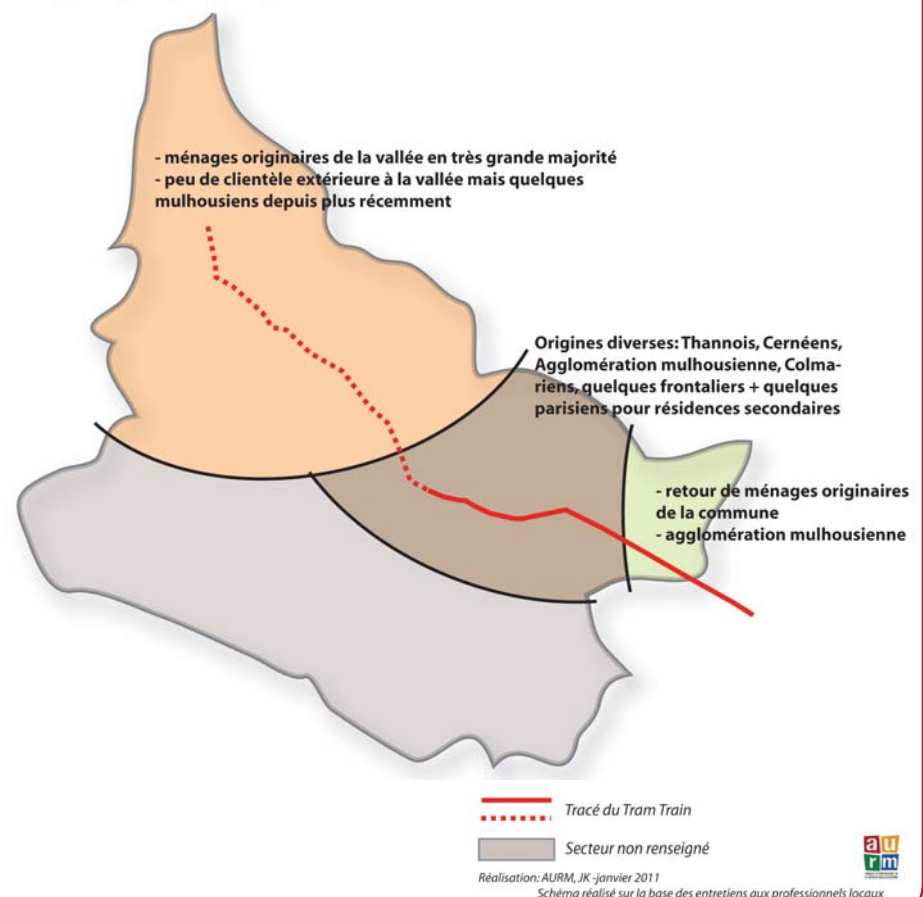 - ménages originaires de la vallée en très grande majorité
- peu de clientèle extérieure à la vallée mais quelques
mulhousiens depuis plus récemment
Origines diverses: Thannois, Cernéens,
Agglomération mulhousienne, Colma-
riens, quelques frontaliers + quelques
parisiens pour résidences secondaires
- retour de ménages originaires
de la commune
- agglomération mulhousienne
Tracé du Tram Train
Secteur non renseigné
au
rm
Réalisation: AURM, JK -janvier 2011
Schéma réalisé sur la base des entretiens aux professionnels locaux